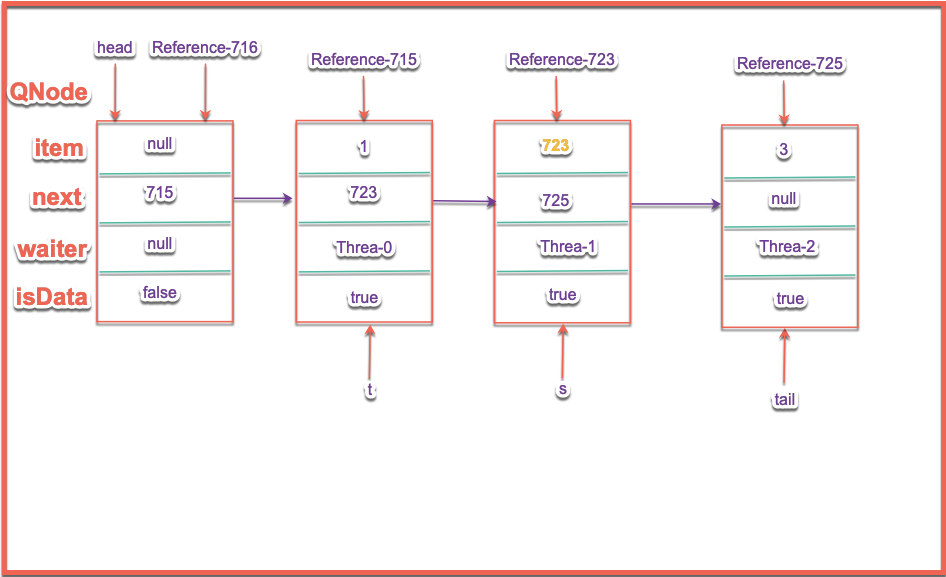 head Reference-716 Reference-715 Reference-723 Reference-725
QNode
item null 1 723 3
next 715 723 725 null
waiter null Threa-0 Threa-1 Threa-2
isData false true true true
t s tail